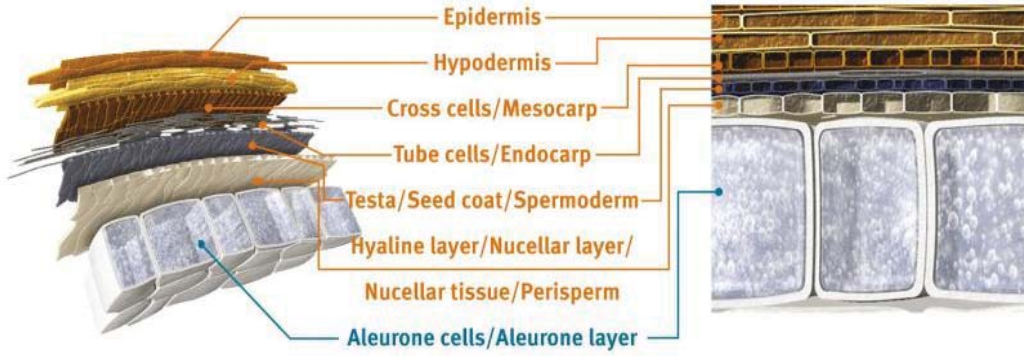 Epidermis
Hypodermis
Cross cells/Mesocarp
Tube cells/Endocarp
Testa/Seed coat/Spermoderm
Hyaline layer/Nucellar layer/
Nucellar tissue/Perisperm
Aleurone cells/Aleurone layer